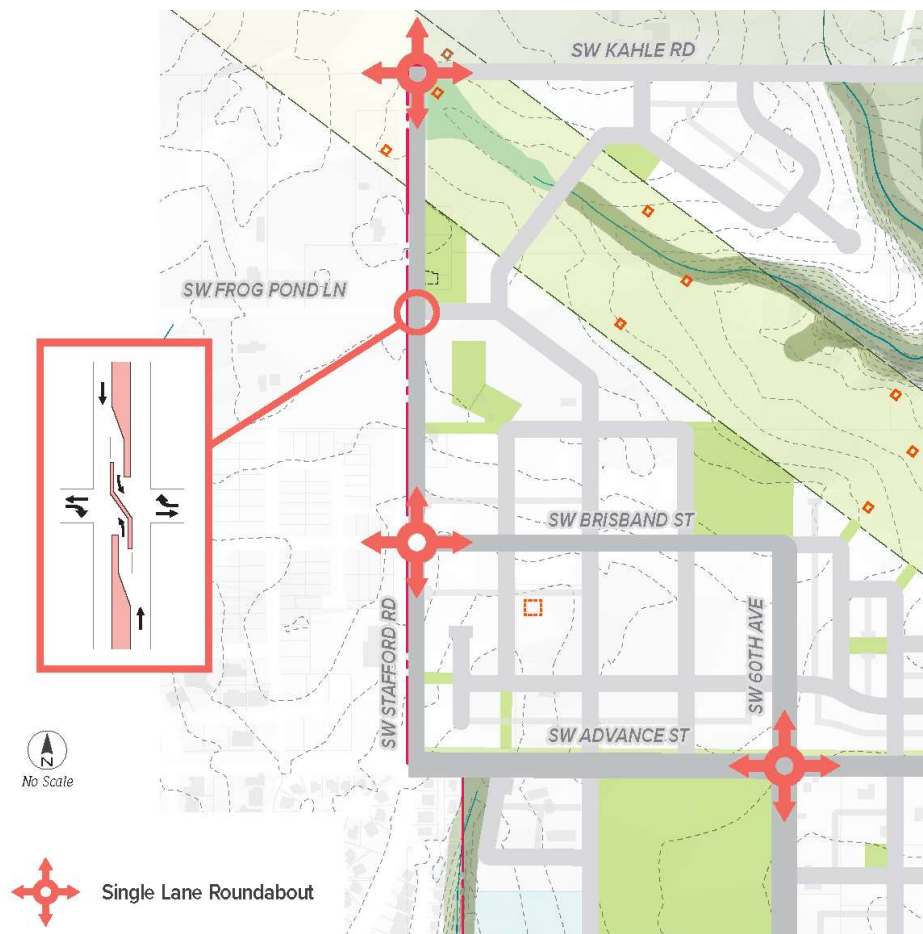 SW KAHLE RD
SW FROG POND LN
SW BRISBAND ST
SW STAFFORD RD
SW 60TH AVE
SW ADVANCE ST
N
No Scale
Single Lane Roundabout